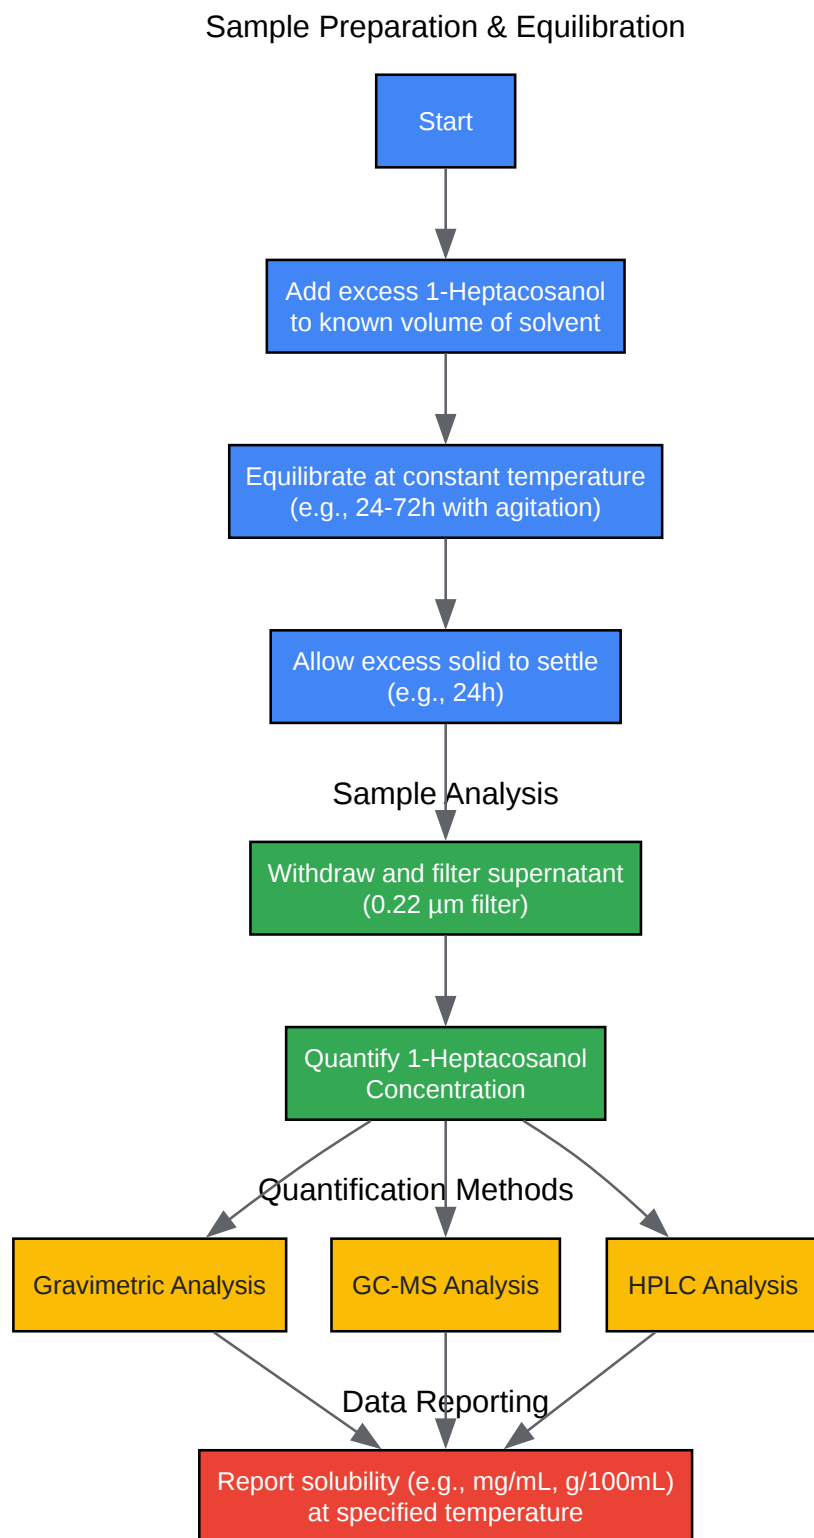 Sample Preparation & Equilibration
Start
Add excess 1-Heptacosanol
to known volume of solvent
Equilibrate at constant temperature
(e.g., 24-72h with agitation)
Allow excess solid to settle
(e.g., 24h)
Sample Analysis
Withdraw and filter supernatant
(0.22 µm filter)
Quantify 1-Heptacosanol
Concentration
Quantification Methods
Gravimetric Analysis
GC-MS Analysis
HPLC Analysis
Data Reporting
Report solubility (e.g., mg/mL, g/100mL)
at specified temperature